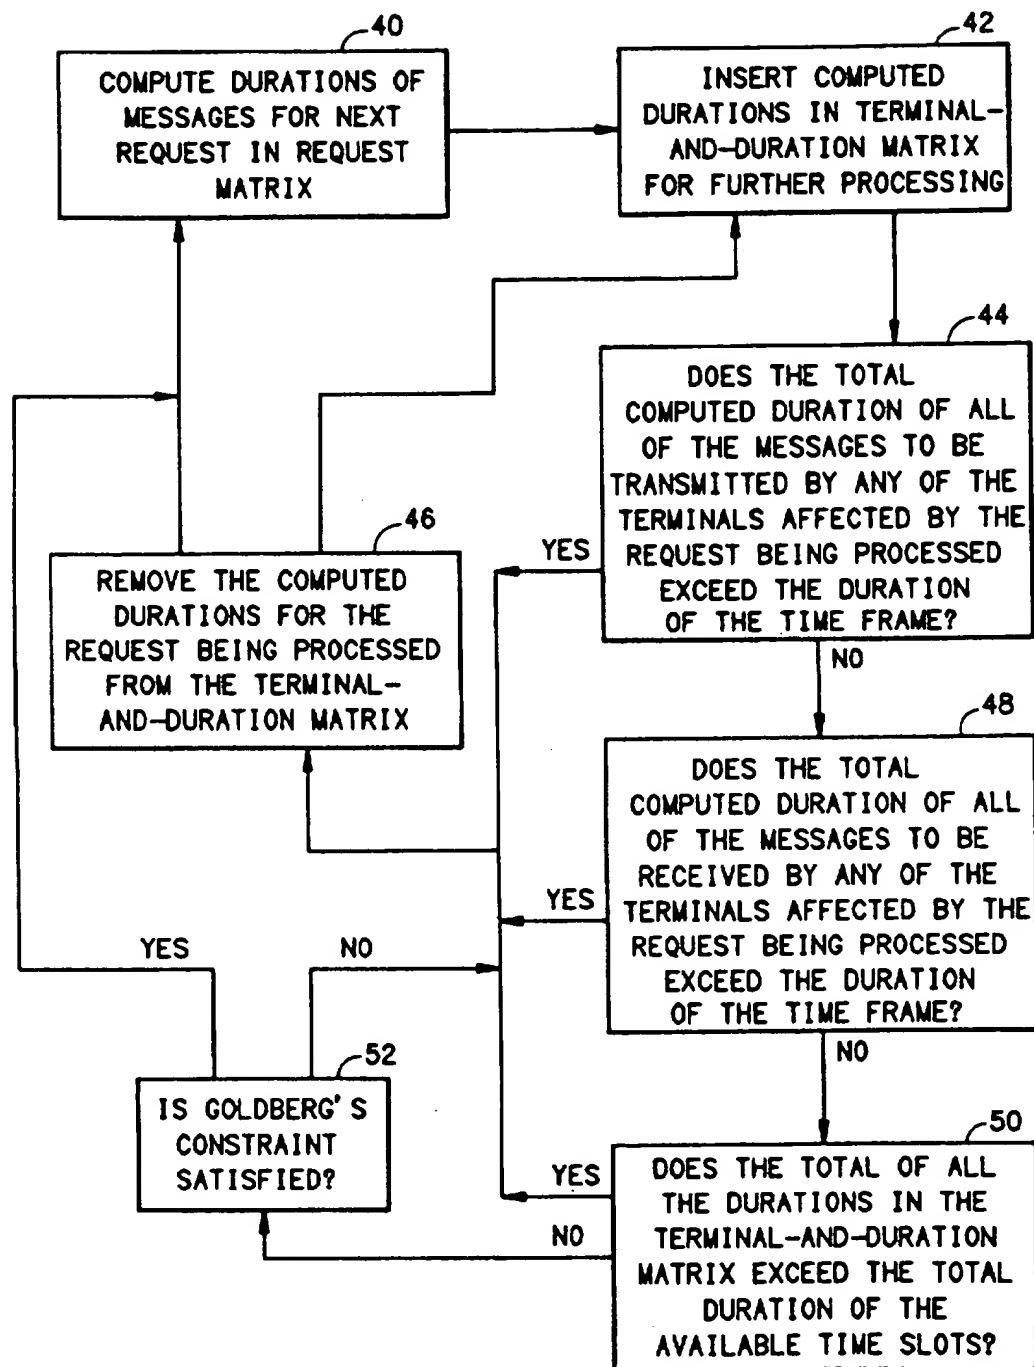 40
COMPUTE DURATIONS OF
MESSAGES FOR NEXT
REQUEST IN REQUEST
MATRIX
42
INSERT COMPUTED
DURATIONS IN TERMINAL-
AND-DURATION MATRIX
FOR FURTHER PROCESSING
44
DOES THE TOTAL
COMPUTED DURATION OF ALL
OF THE MESSAGES TO BE
TRANSMITTED BY ANY OF THE
TERMINALS AFFECTED BY THE
REQUEST BEING PROCESSED
EXCEED THE DURATION
OF THE TIME FRAME?
YES
NO
46
REMOVE THE COMPUTED
DURATIONS FOR THE
REQUEST BEING PROCESSED
FROM THE TERMINAL-
AND-DURATION MATRIX
48
DOES THE TOTAL
COMPUTED DURATION OF ALL
OF THE MESSAGES TO BE
RECEIVED BY ANY OF THE
TERMINALS AFFECTED BY THE
REQUEST BEING PROCESSED
EXCEED THE DURATION
OF THE TIME FRAME?
YES
NO
50
DOES THE TOTAL OF ALL
THE DURATIONS IN THE
TERMINAL-AND-DURATION
MATRIX EXCEED THE TOTAL
DURATION OF THE
AVAILABLE TIME SLOTS?
YES
NO
52
IS GOLDBERG'S
CONSTRAINT
SATISFIED?
YES
NO